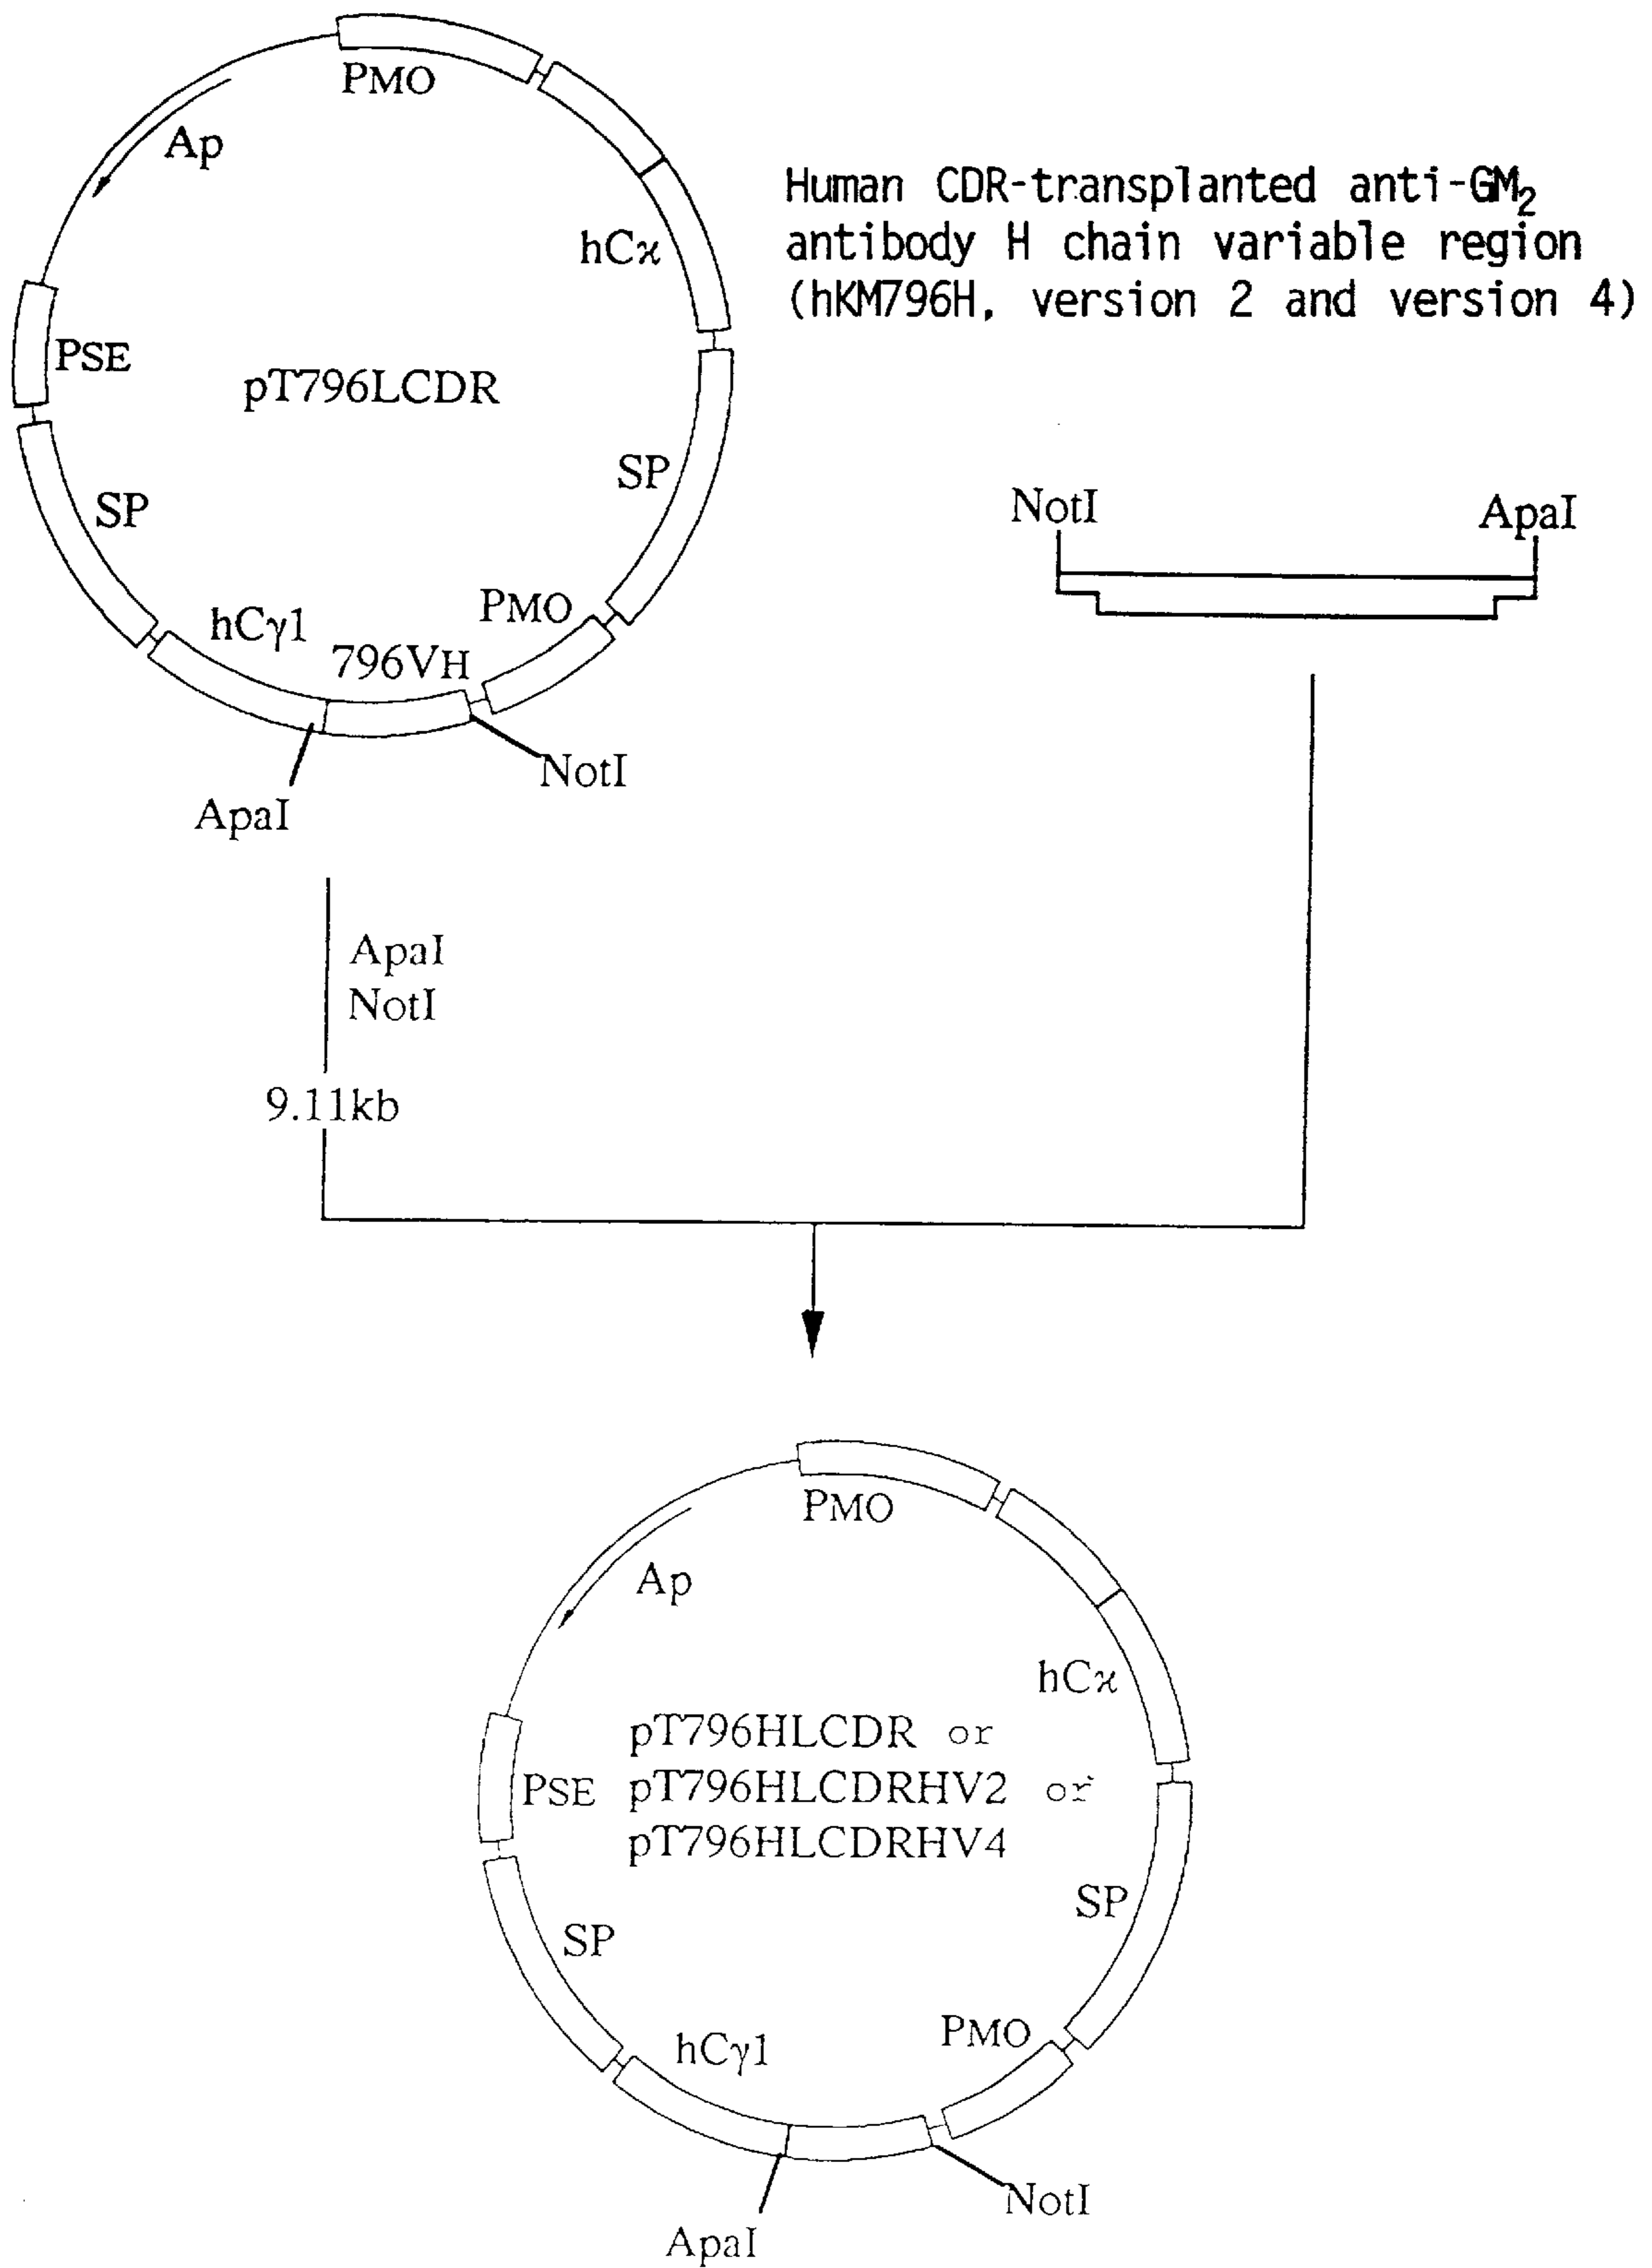 PMO
Ap
hCϰ
PSE
pT796LCDR
SP
SP
PMO
hCγ1
796VH
NotI
ApaI
Human CDR-transplanted anti-GM₂
antibody H chain variable region
(hKM796H, version 2 and version 4)
NotI
ApaI
ApaI
NotI
9.11kb
PMO
Ap
hCϰ
pT796HLCDR or
PSE
pT796HLCDRHV2 or
pT796HLCDRHV4
SP
SP
PMO
hCγ1
NotI
ApaI